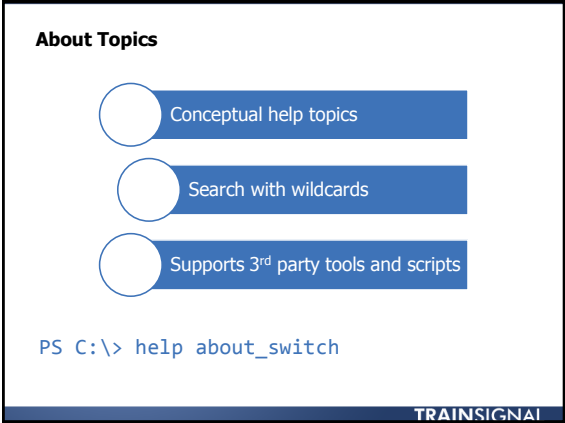 About Topics
Conceptual help topics
Search with wildcards
Supports 3rd party tools and scripts
PS C:\> help about_switch
TRAINSIGNAL